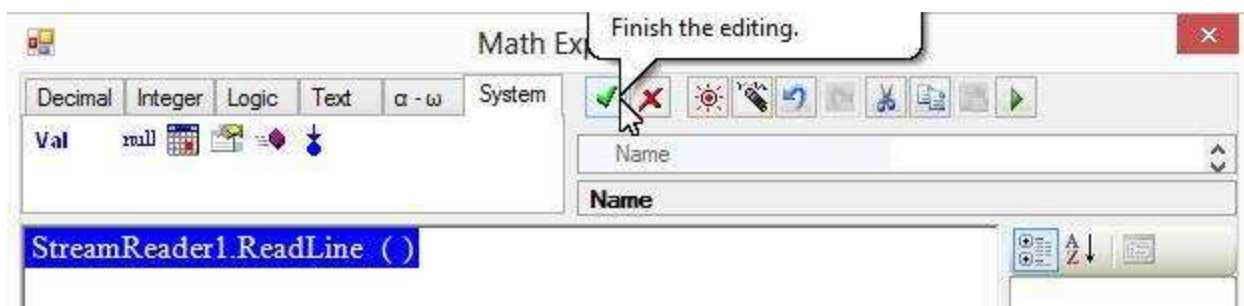 Finish the editing.
Math Ex
Decimal Integer Logic Text α - ω System
Val null
Name
Name
StreamReader1.ReadLine ( )
A
Z